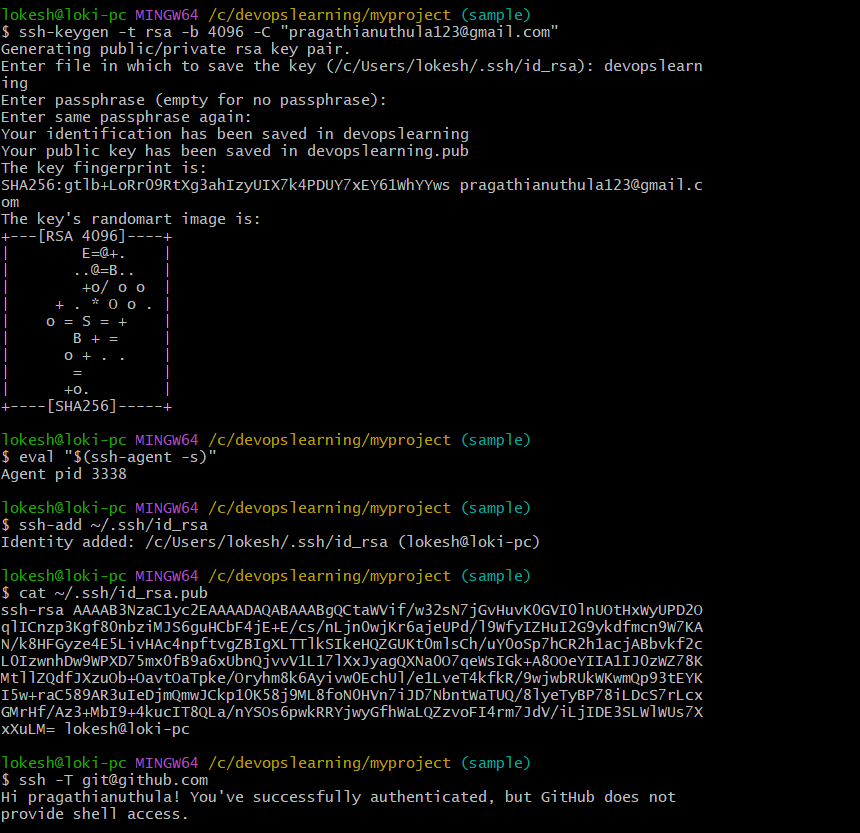 lokesh@loki-pc MINGW64 /c/devopslearning/myproject (sample)
$ ssh-keygen -t rsa -b 4096 -C "pragathianuthula123@gmail.com"
Generating public/private rsa key pair.
Enter file in which to save the key (/c/Users/lokesh/.ssh/id_rsa): devopslearn
ing
Enter passphrase (empty for no passphrase):
Enter same passphrase again:
Your identification has been saved in devopslearning
Your public key has been saved in devopslearning.pub
The key fingerprint is:
SHA256:gtlb+LoRrO9RtXg3ahIzyUIX7k4PDUY7xEY61WhYYws pragathianuthula123@gmail.c
om
The key's randomart image is:
+---[RSA 4096]----+
|        E=@+.    |
|       ..@=B..   |
|        +o/ o o  |
|     + . * O o . |
|    o = S = +    |
|       B + =     |
|      o + . .    |
|       =         |
|      +o.        |
+----[SHA256]-----+
lokesh@loki-pc MINGW64 /c/devopslearning/myproject (sample)
$ eval "$(ssh-agent -s)"
Agent pid 3338
lokesh@loki-pc MINGW64 /c/devopslearning/myproject (sample)
$ ssh-add ~/.ssh/id_rsa
Identity added: /c/Users/lokesh/.ssh/id_rsa (lokesh@loki-pc)
lokesh@loki-pc MINGW64 /c/devopslearning/myproject (sample)
$ cat ~/.ssh/id_rsa.pub
ssh-rsa AAAAB3NzaC1yc2EAAAADAQABAAABgQCtaWVif/w32sN7jGvHuvK0GVI0lnUOtHxWyUPD2O
qlICnzp3Kgf8OnbziMJS6guHCbF4jE+E/cs/nLjn0wjKr6ajeUPd/l9WfyIZHuI2G9ykdfmcn9W7KA
N/k8HFGyze4E5LivHAc4npftvgZBIgXLTTlkSIkeHQZGUKt0mlsCh/uY0oSp7hCR2h1acjABbvkf2c
L0IzwnhDw9WPXD75mx0fB9a6xUbnQjvvV1L17lXxJyagQXNa0O7qeWsIGk+A8OOeYIIA1IJOzWZ78K
MtllZQdfJXzuOb+OavtOaTpke/Oryhm8k6Ayivw0EchUl/e1LveT4kfkR/9wjwbRUkWKwmQp93tEYK
I5w+raC589AR3uIeDjmQmwJCkp1OK58j9ML8foN0HVn7iJD7NbntWaTUQ/8lyeTyBP78iLDcS7rLcx
GMrHf/Az3+MbI9+4kucIT8QLa/nYSOs6pwkRRYjwyGfhWaLQZzvoFI4rm7JdV/iLjIDE3SLWlWUs7X
xXuLM= lokesh@loki-pc
lokesh@loki-pc MINGW64 /c/devopslearning/myproject (sample)
$ ssh -T git@github.com
Hi pragathianuthula! You've successfully authenticated, but GitHub does not
provide shell access.